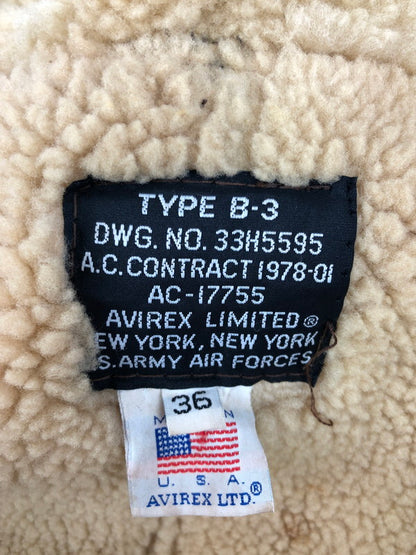 TYPE B-3
DWG. NO. 33H5595
A.C. CONTRACT 1978-01
AC-17755
AVIREX LIMITED®
NEW YORK, NEW YORK
U.S. ARMY AIR FORCES
36
U. S. A.
AVIREX LTD.®